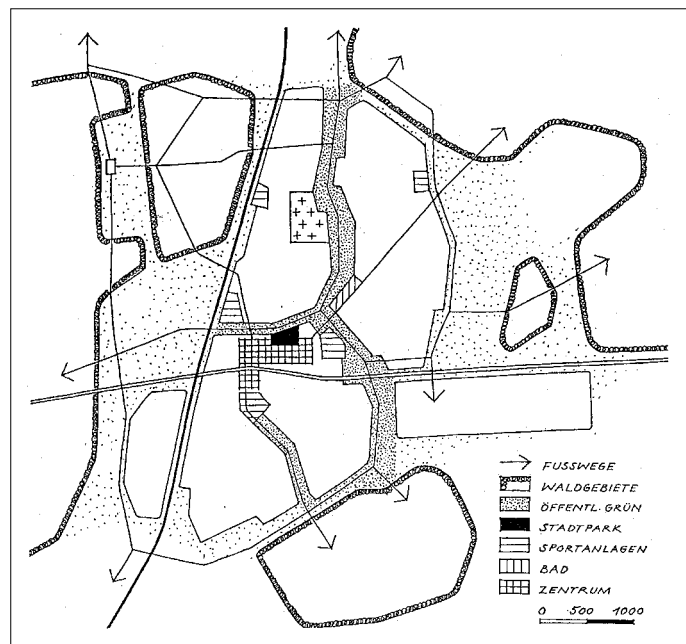 FUSSWEGE
WALDGEBIETE
ÖFFENTL. GRÜN
STADTPARK
SPORTANLAGEN
BAD
ZENTRUM
0 500 1000